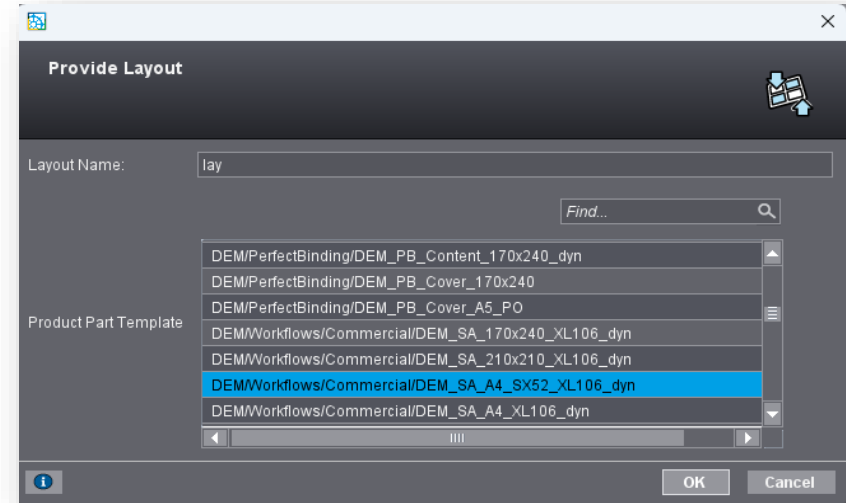 Provide Layout
Layout Name:
lay
Find...
Product Part Template
DEM/PerfectBinding/DEM_PB_Content_170x240_dyn
DEM/PerfectBinding/DEM_PB_Cover_170x240
DEM/PerfectBinding/DEM_PB_Cover_A5_PO
DEM/Workflows/Commercial/DEM_SA_170x240_XL106_dyn
DEM/Workflows/Commercial/DEM_SA_210x210_XL106_dyn
DEM/Workflows/Commercial/DEM_SA_A4_SX52_XL106_dyn
DEM/Workflows/Commercial/DEM_SA_A4_XL106_dyn
OK
Cancel